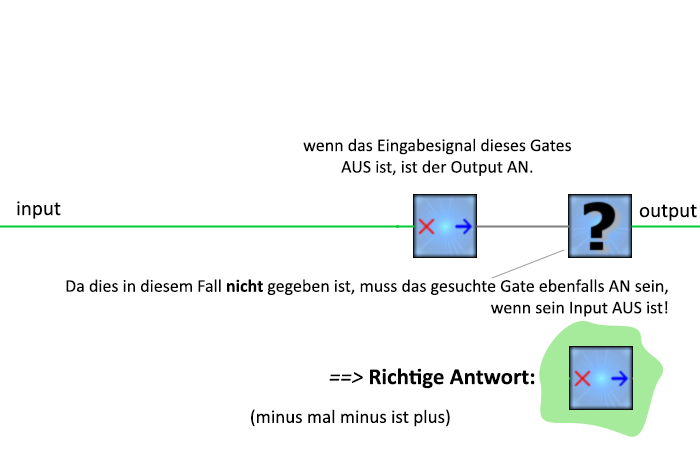 wenn das Eingabesignal dieses Gates
AUS ist, ist der Output AN.
input
output
?
Da dies in diesem Fall nicht gegeben ist, muss das gesuchte Gate ebenfalls AN sein,
wenn sein Input AUS ist!
==> Richtige Antwort:
(minus mal minus ist plus)